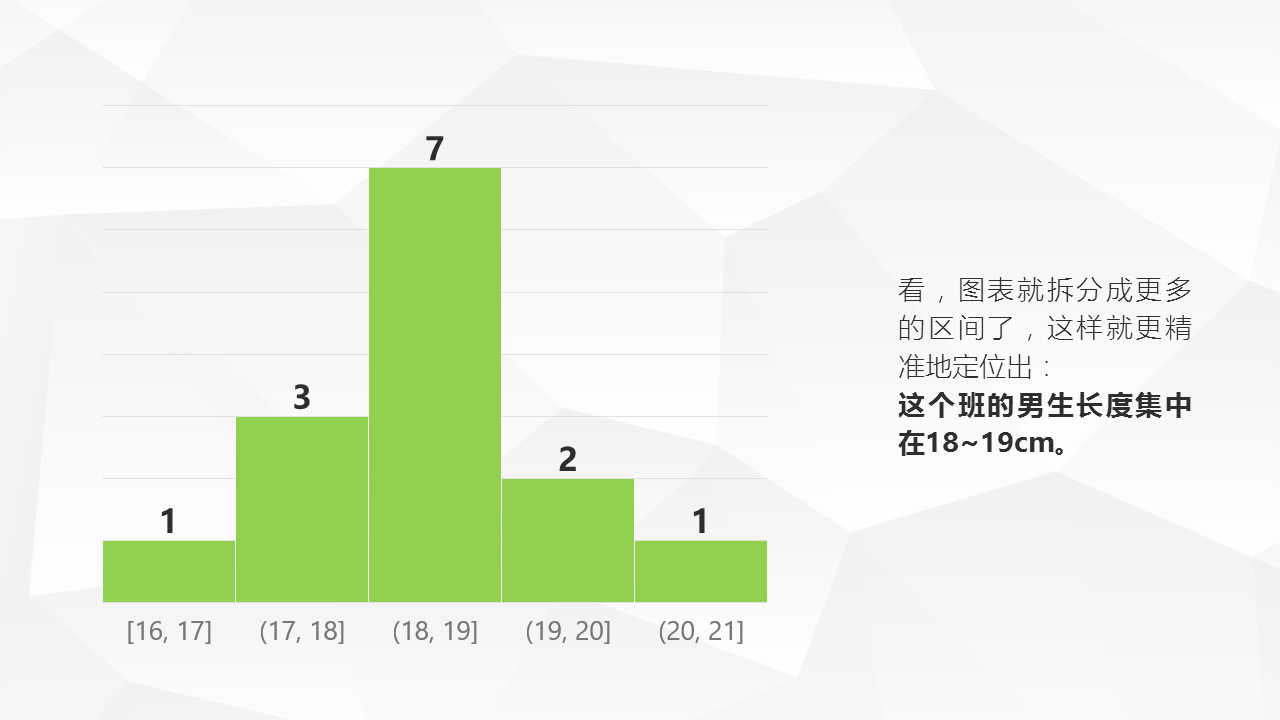 7
3
2
1
1
[16, 17] (17, 18] (18, 19] (19, 20] (20, 21]
看，图表就拆分成更多
的区间了，这样就更精
准地定位出：
这个班的男生长度集中
在18~19cm。